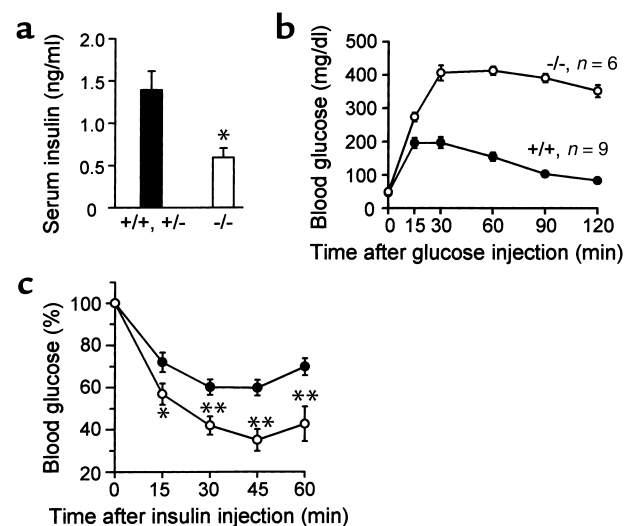 a
Serum insulin (ng/ml)
2.0
1.5
1.0
0.5
0
*
+/+, +/-
-/-
b
Blood glucose (mg/dl)
500
400
300
200
100
0
-/-, n = 6
+/+, n = 9
0 15 30 60 90 120
Time after glucose injection (min)
c
Blood glucose (%)
100
80
60
40
20
*
**
**
**
0 15 30 45 60
Time after insulin injection (min)